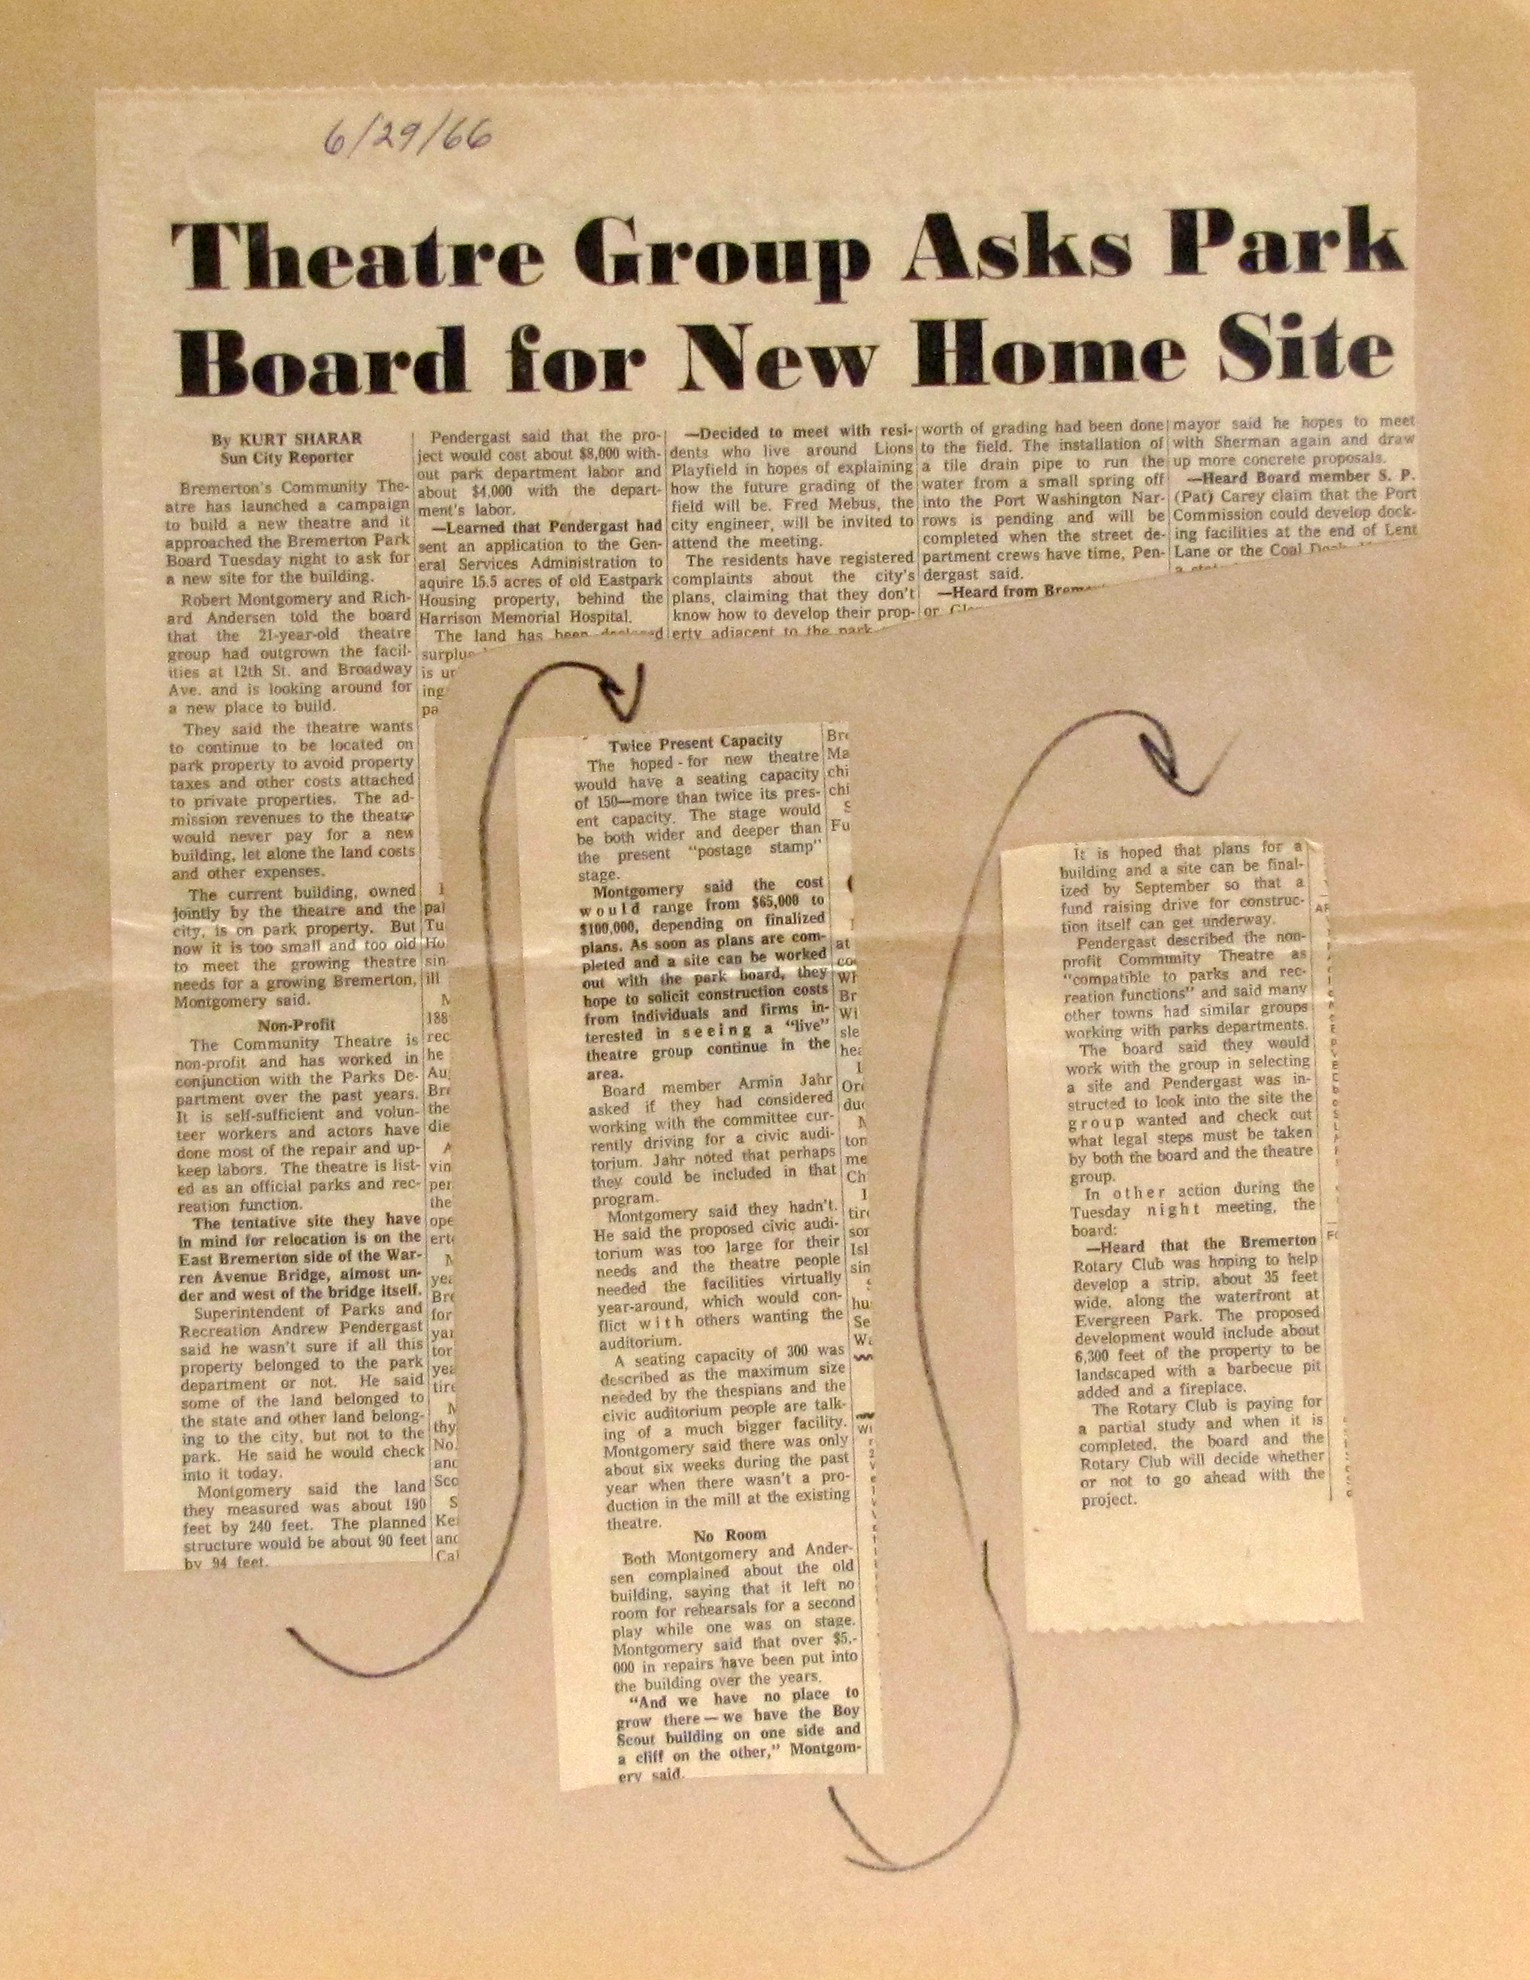 6/29/66
Theatre Group Asks Park
Board for New Home Site
By KURT SHARAR
Sun City Reporter
Bremerton's Community The-
atre has launched a campaign
to build a new theatre and it
approached the Bremerton Park
Board Tuesday night to ask for
a new site for the building.
Robert Montgomery and Rich-
ard Andersen told the board
that the 21-year-old theatre
group had outgrown the facil-
ities at 12th St. and Broadway
Ave. and is looking around for
a new place to build.
They said the theatre wants
to continue to be located on
park property to avoid property
taxes and other costs attached
to private properties. The ad-
mission revenues to the theatre
would never pay for a new
building, let alone the land costs
and other expenses.
The current building, owned
jointly by the theatre and the
city, is on park property. But
now it is too small and too old
to meet the growing theatre
needs for a growing Bremerton,
Montgomery said.
Non-Profit
The Community Theatre is
non-profit and has worked in
conjunction with the Parks De-
partment over the past years.
It is self-sufficient and volun-
teer workers and actors have
done most of the repair and up-
keep labors. The theatre is list-
ed as an official parks and rec-
reation function.
The tentative site they have
in mind for relocation is on the
East Bremerton side of the War-
ren Avenue Bridge, almost un-
der and west of the bridge itself.
Superintendent of Parks and
Recreation Andrew Pendergast
said he wasn't sure if all this
property belonged to the park
department or not. He said
some of the land belonged to
the state and other land belong-
ing to the city, but not to the
park. He said he would check
into it today.
Montgomery said the land
they measured was about 190
feet by 240 feet. The planned
structure would be about 90 feet
by 94 feet.
Pendergast said that the pro-
ject would cost about $8,000 with-
out park department labor and
about $4,000 with the depart-
ment's labor.
—Learned that Pendergast had
sent an application to the Gen-
eral Services Administration to
aquire 15.5 acres of old Eastpark
Housing property, behind the
Harrison Memorial Hospital.
The land has been declared
surplus
is ur
ing
pa
—Decided to meet with resi-
dents who live around Lions
Playfield in hopes of explaining
how the future grading of the
field will be. Fred Mebus, the
city engineer, will be invited to
attend the meeting.
The residents have registered
complaints about the city's
plans, claiming that they don't
know how to develop their prop-
erty adjacent to the park
worth of grading had been done
to the field. The installation of
a tile drain pipe to run the
water from a small spring off
into the Port Washington Nar-
rows is pending and will be
completed when the street de-
partment crews have time, Pen-
dergast said.
—Heard from
or
mayor said he hopes to meet
with Sherman again and draw
up more concrete proposals.
—Heard Board member S. P.
(Pat) Carey claim that the Port
Commission could develop dock-
ing facilities at the end of Lent
Lane or the Coal
Twice Present Capacity
The hoped-for new theatre
would have a seating capacity
of 150—more than twice its pres-
ent capacity. The stage would
be both wider and deeper than
the present "postage stamp"
stage.
Montgomery said the cost
would range from $65,000 to
$100,000, depending on finalized
plans. As soon as plans are com-
pleted and a site can be worked
out with the park board, they
hope to solicit construction costs
from individuals and firms in-
terested in seeing a "live"
theatre group continue in the
area.
Board member Armin Jahr
asked if they had considered
working with the committee cur-
rently driving for a civic audi-
torium. Jahr noted that perhaps
they could be included in that
program.
Montgomery said they hadn't.
He said the proposed civic audi-
torium was too large for their
needs and the theatre people
needed the facilities virtually
year-around, which would con-
flict with others wanting the
auditorium.
A seating capacity of 300 was
described as the maximum size
needed by the thespians and the
civic auditorium people are talk-
ing of a much bigger facility.
Montgomery said there was only
about six weeks during the past
year when there wasn't a pro-
duction in the mill at the existing
theatre.
No Room
Both Montgomery and Ander-
sen complained about the old
building, saying that it left no
room for rehearsals for a second
play while one was on stage.
Montgomery said that over $5,-
000 in repairs have been put into
the building over the years.
"And we have no place to
grow there—we have the Boy
Scout building on one side and
a cliff on the other," Montgom-
ery said.
It is hoped that plans for a
building and a site can be final-
ized by September so that a
fund raising drive for construc-
tion itself can get underway.
Pendergast described the non-
profit Community Theatre as
"compatible to parks and rec-
reation functions" and said many
other towns had similar groups
working with parks departments.
The board said they would
work with the group in selecting
a site and Pendergast was in-
structed to look into the site the
group wanted and check out
what legal steps must be taken
by both the board and the theatre
group.
In other action during the
Tuesday night meeting, the
board:
—Heard that the Bremerton
Rotary Club was hoping to help
develop a strip, about 35 feet
wide, along the waterfront at
Evergreen Park. The proposed
development would include about
6,300 feet of the property to be
landscaped with a barbecue pit
added and a fireplace.
The Rotary Club is paying for
a partial study and when it is
completed, the board and the
Rotary Club will decide whether
or not to go ahead with the
project.